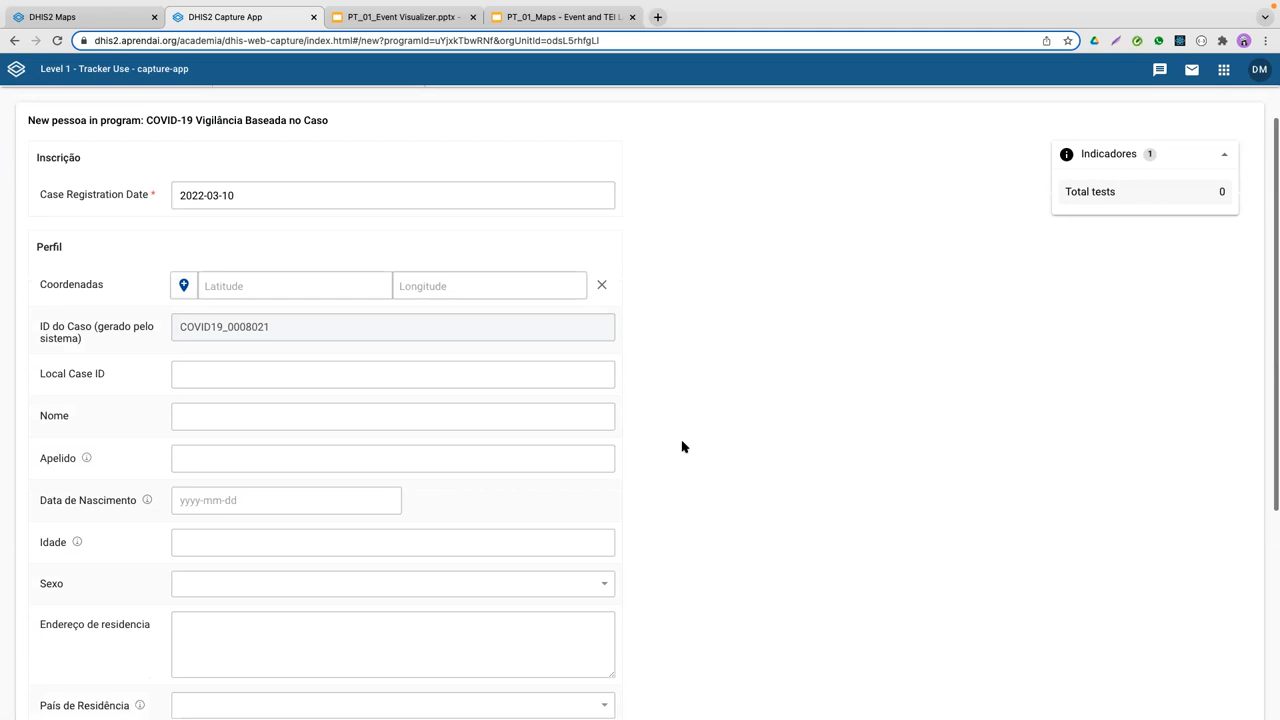 DHIS2 Maps
DHIS2 Capture App
PT_01_Event Visualizer.pptx -
PT_01_Maps - Event and TEI L
dhis2.aprendai.org/academia/dhis-web-capture/index.html#/new?programId=uYjxkTbwRNf&orgUnitId=odsL5rhfgLl
Level 1 - Tracker Use - capture-app
DM
New pessoa in program: COVID-19 Vigilância Baseada no Caso
Inscrição
Indicadores 1
Case Registration Date * 2022-03-10
Total tests 0
Perfil
Coordenadas Latitude Longitude
ID do Caso (gerado pelo
sistema)
COVID19_0008021
Local Case ID
Nome
Apelido
Data de Nascimento yyyy-mm-dd
Idade
Sexo
Endereço de residencia
País de Residência